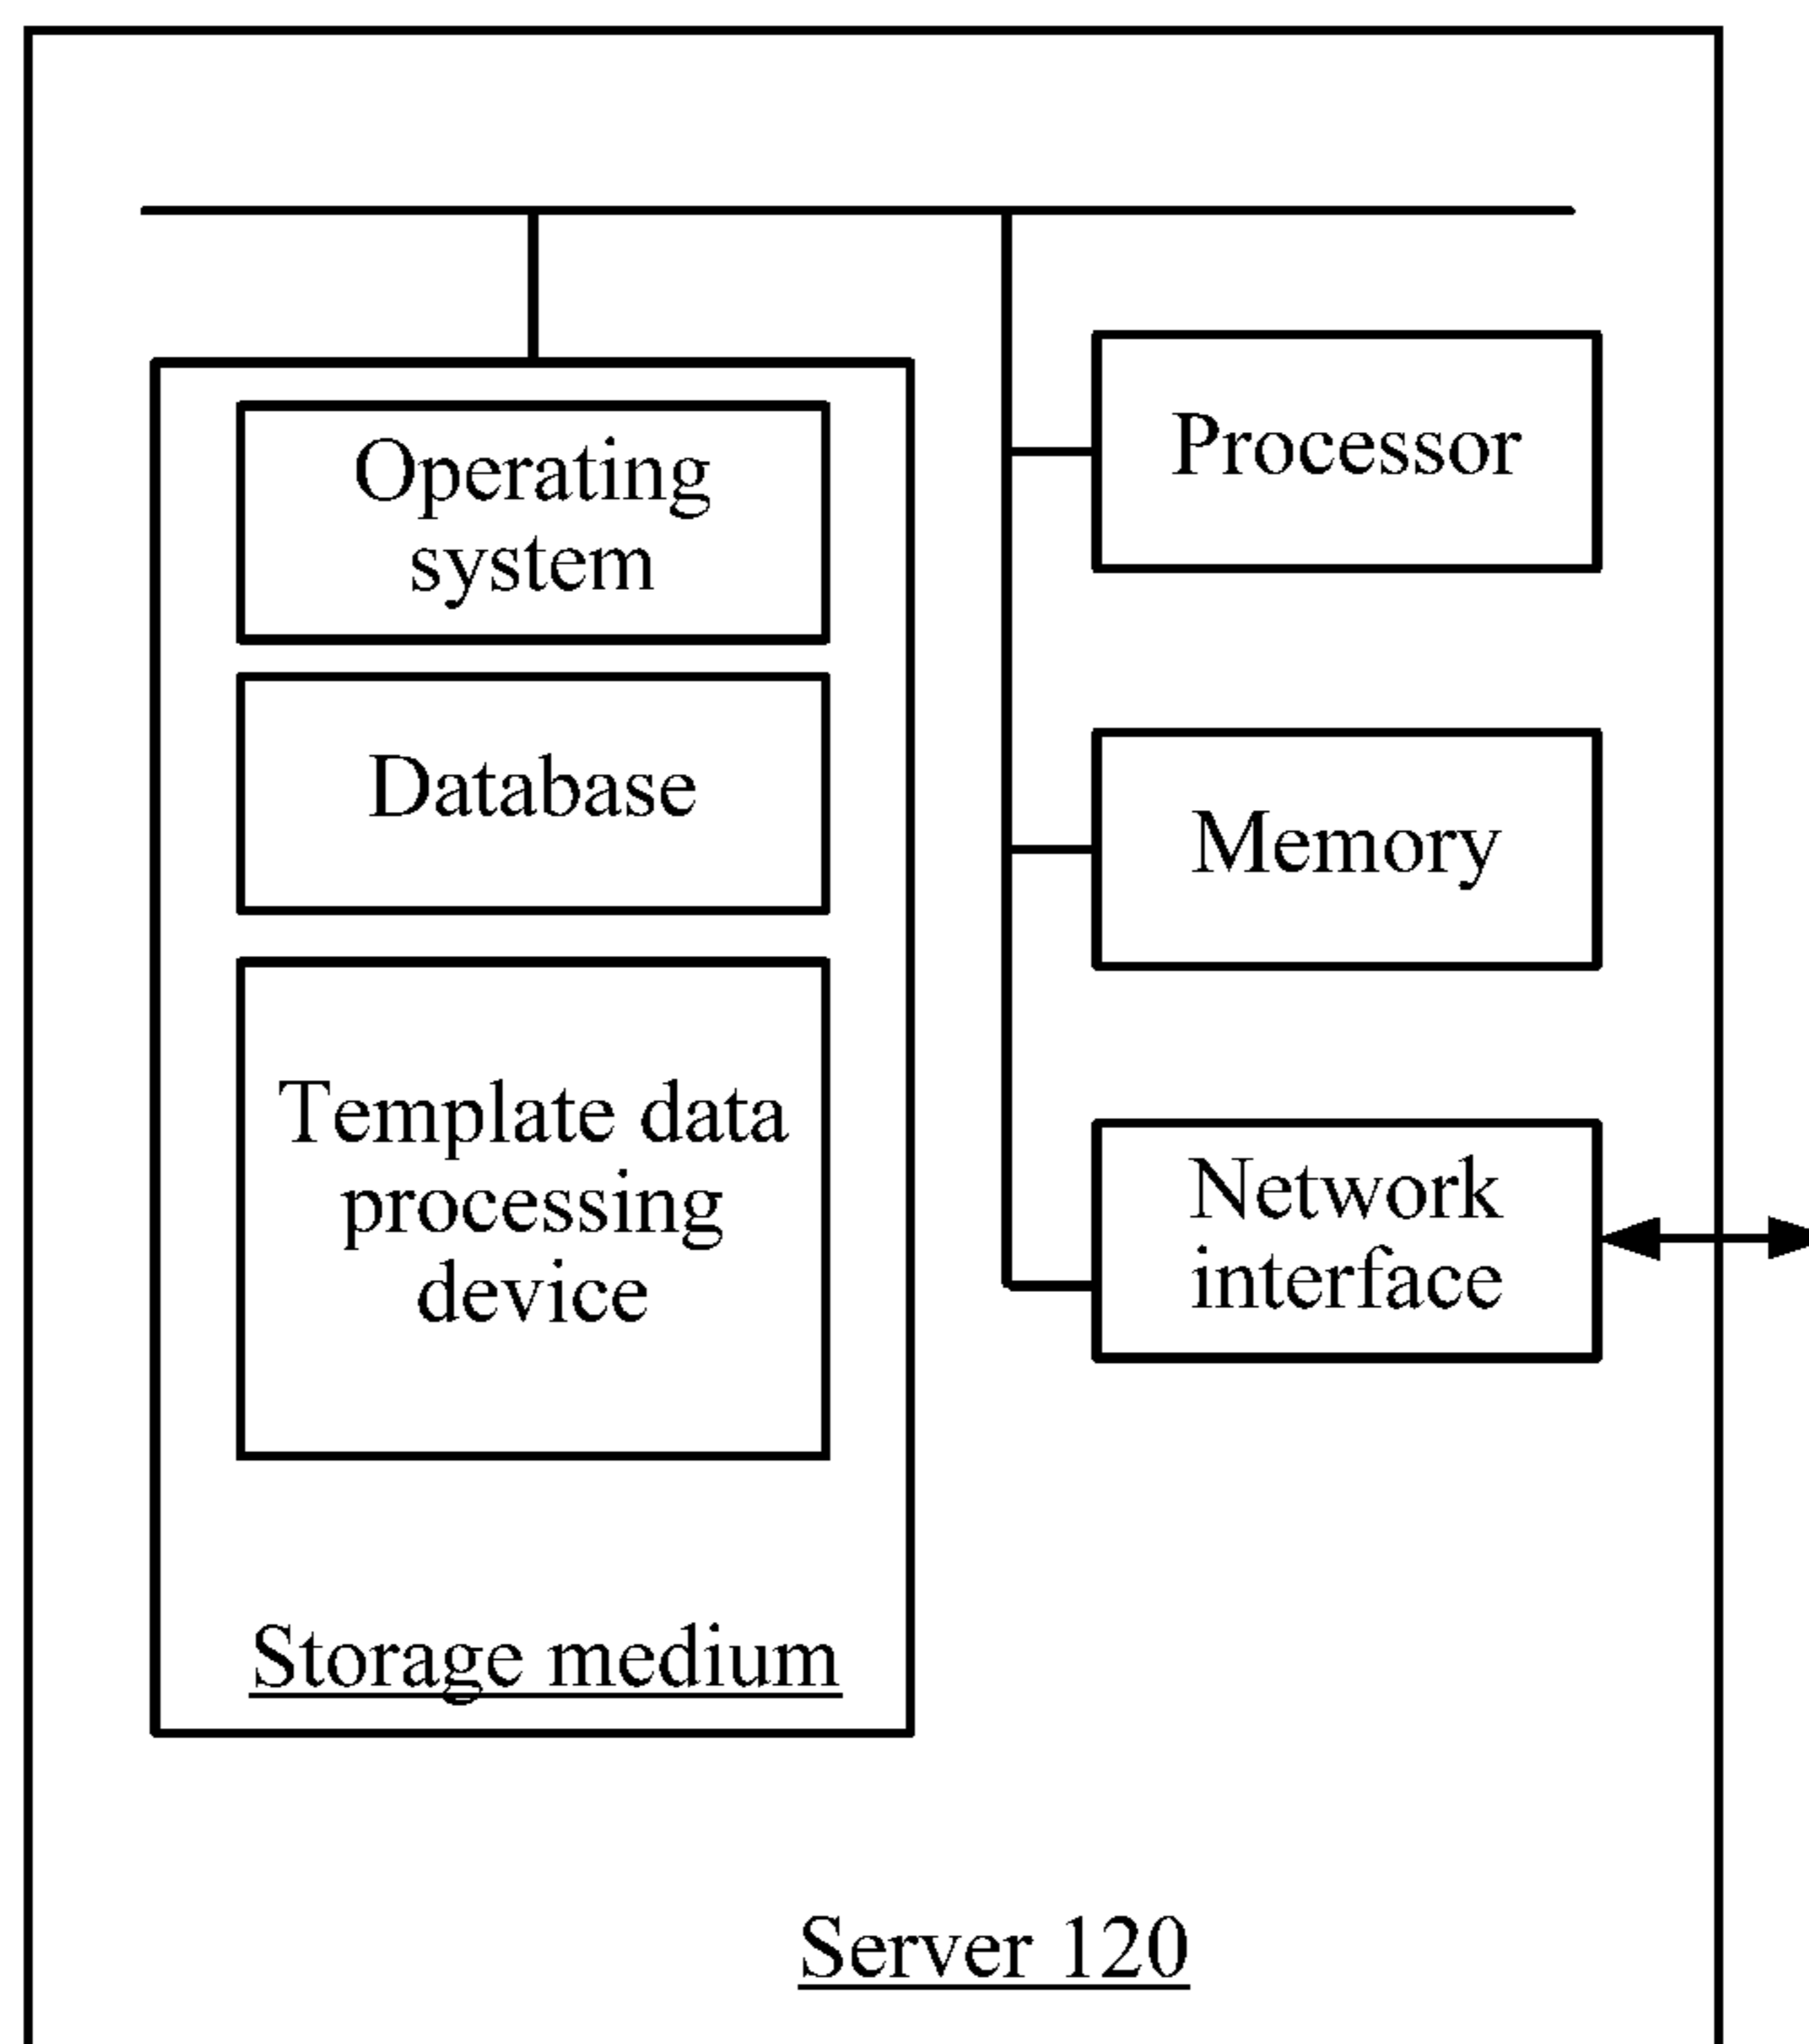 Operating
system
Database
Template data
processing
device
Storage medium
Processor
Memory
Network
interface
Server 120